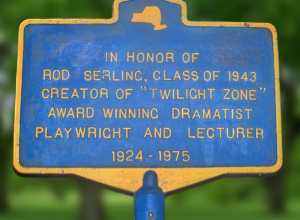 IN HONOR OF
ROD SERLING, CLASS OF 1943
CREATOR OF "TWILIGHT ZONE"
AWARD WINNING DRAMATIST
PLAYWRIGHT AND LECTURER
1924 - 1975